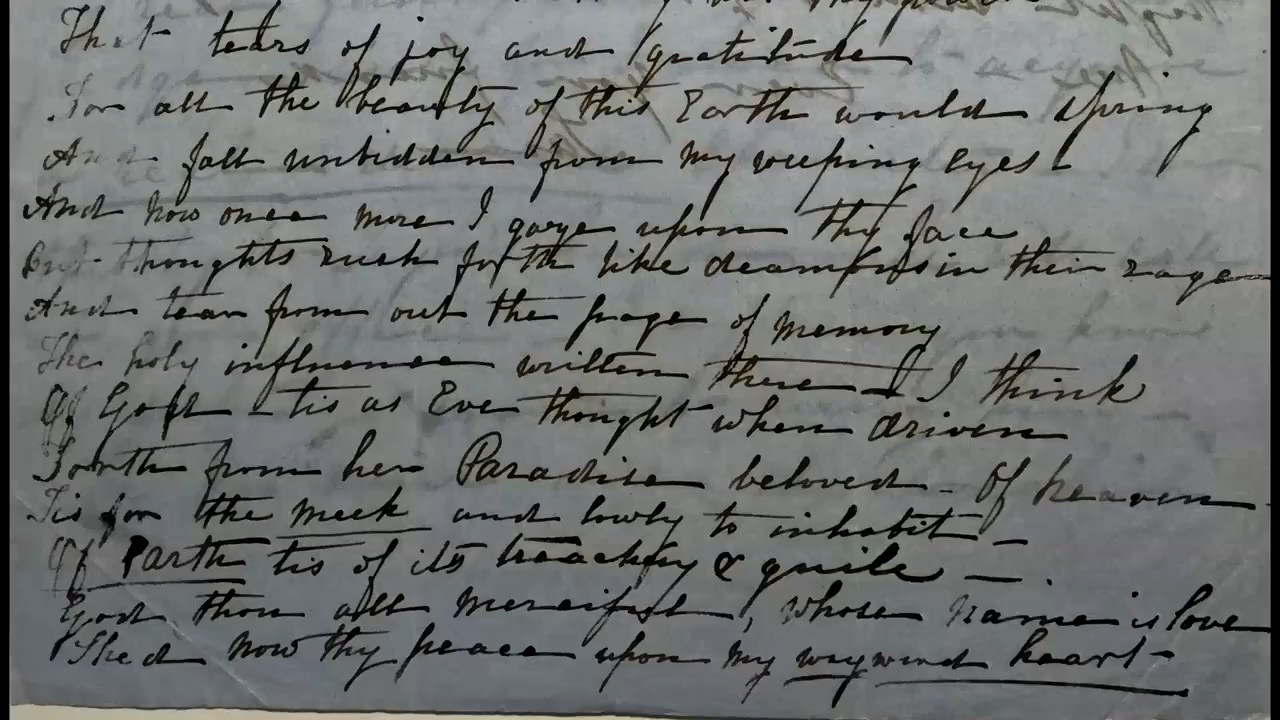 That tears of joy and gratitude
For all the beauty of this Earth would spring
And fall unbidden from my weeping eyes -
And now once more I gaze upon thy face
But thoughts rush forth like deamons in their rage
And tear from out the page of memory
The holy influence written there - I think
Of God - tis as Eve thought when driven
Forth from her Paradise beloved - Of heaven
Tis for the meek and lowly to inhabit -
Of Earth tis of its treachery & guile -
God thou all merciful, whose name is love
Shed now thy peace upon my wayward heart -